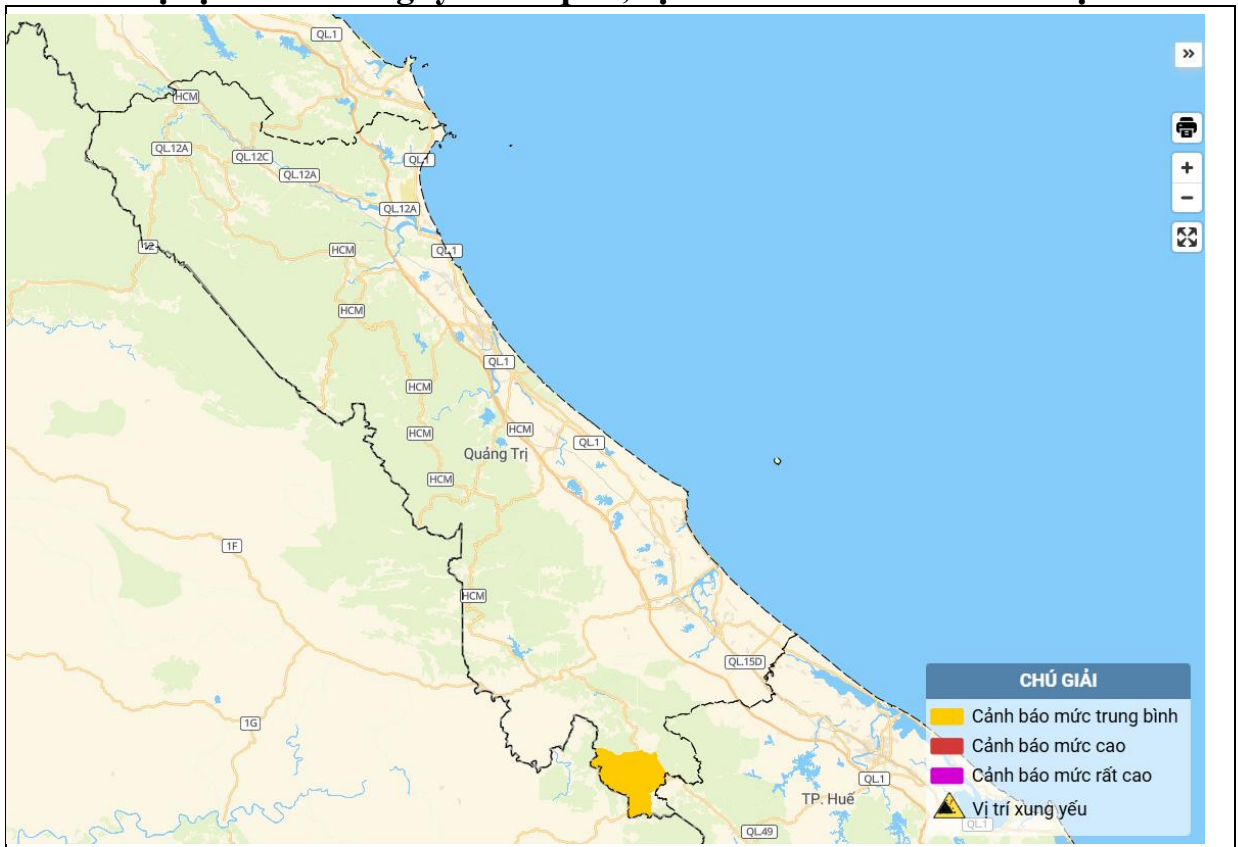 QL.1
HCM
QL.12A
QL.12C
QL.1
QL.12A
QL.12A
12
HCM
QL.1
HCM
QL.1
HCM
HCM
HCM
QL.1
Quảng Trị
HCM
1F
HCM
QL.15D
1G
QL.1
TP. Huế
QL.49
CHÚ GIẢI
Cảnh báo mức trung bình
Cảnh báo mức cao
Cảnh báo mức rất cao
Vị trí xung yếu
QL.1